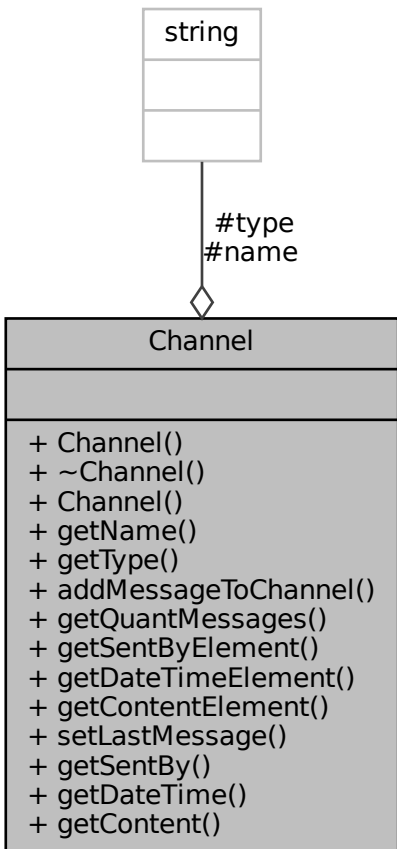 string
#type
#name
Channel
+ Channel()
+ ~Channel()
+ Channel()
+ getName()
+ getType()
+ addMessageToChannel()
+ getQuantMessages()
+ getSentByElement()
+ getDateTimeElement()
+ getContentElement()
+ setLastMessage()
+ getSentBy()
+ getDateTime()
+ getContent()